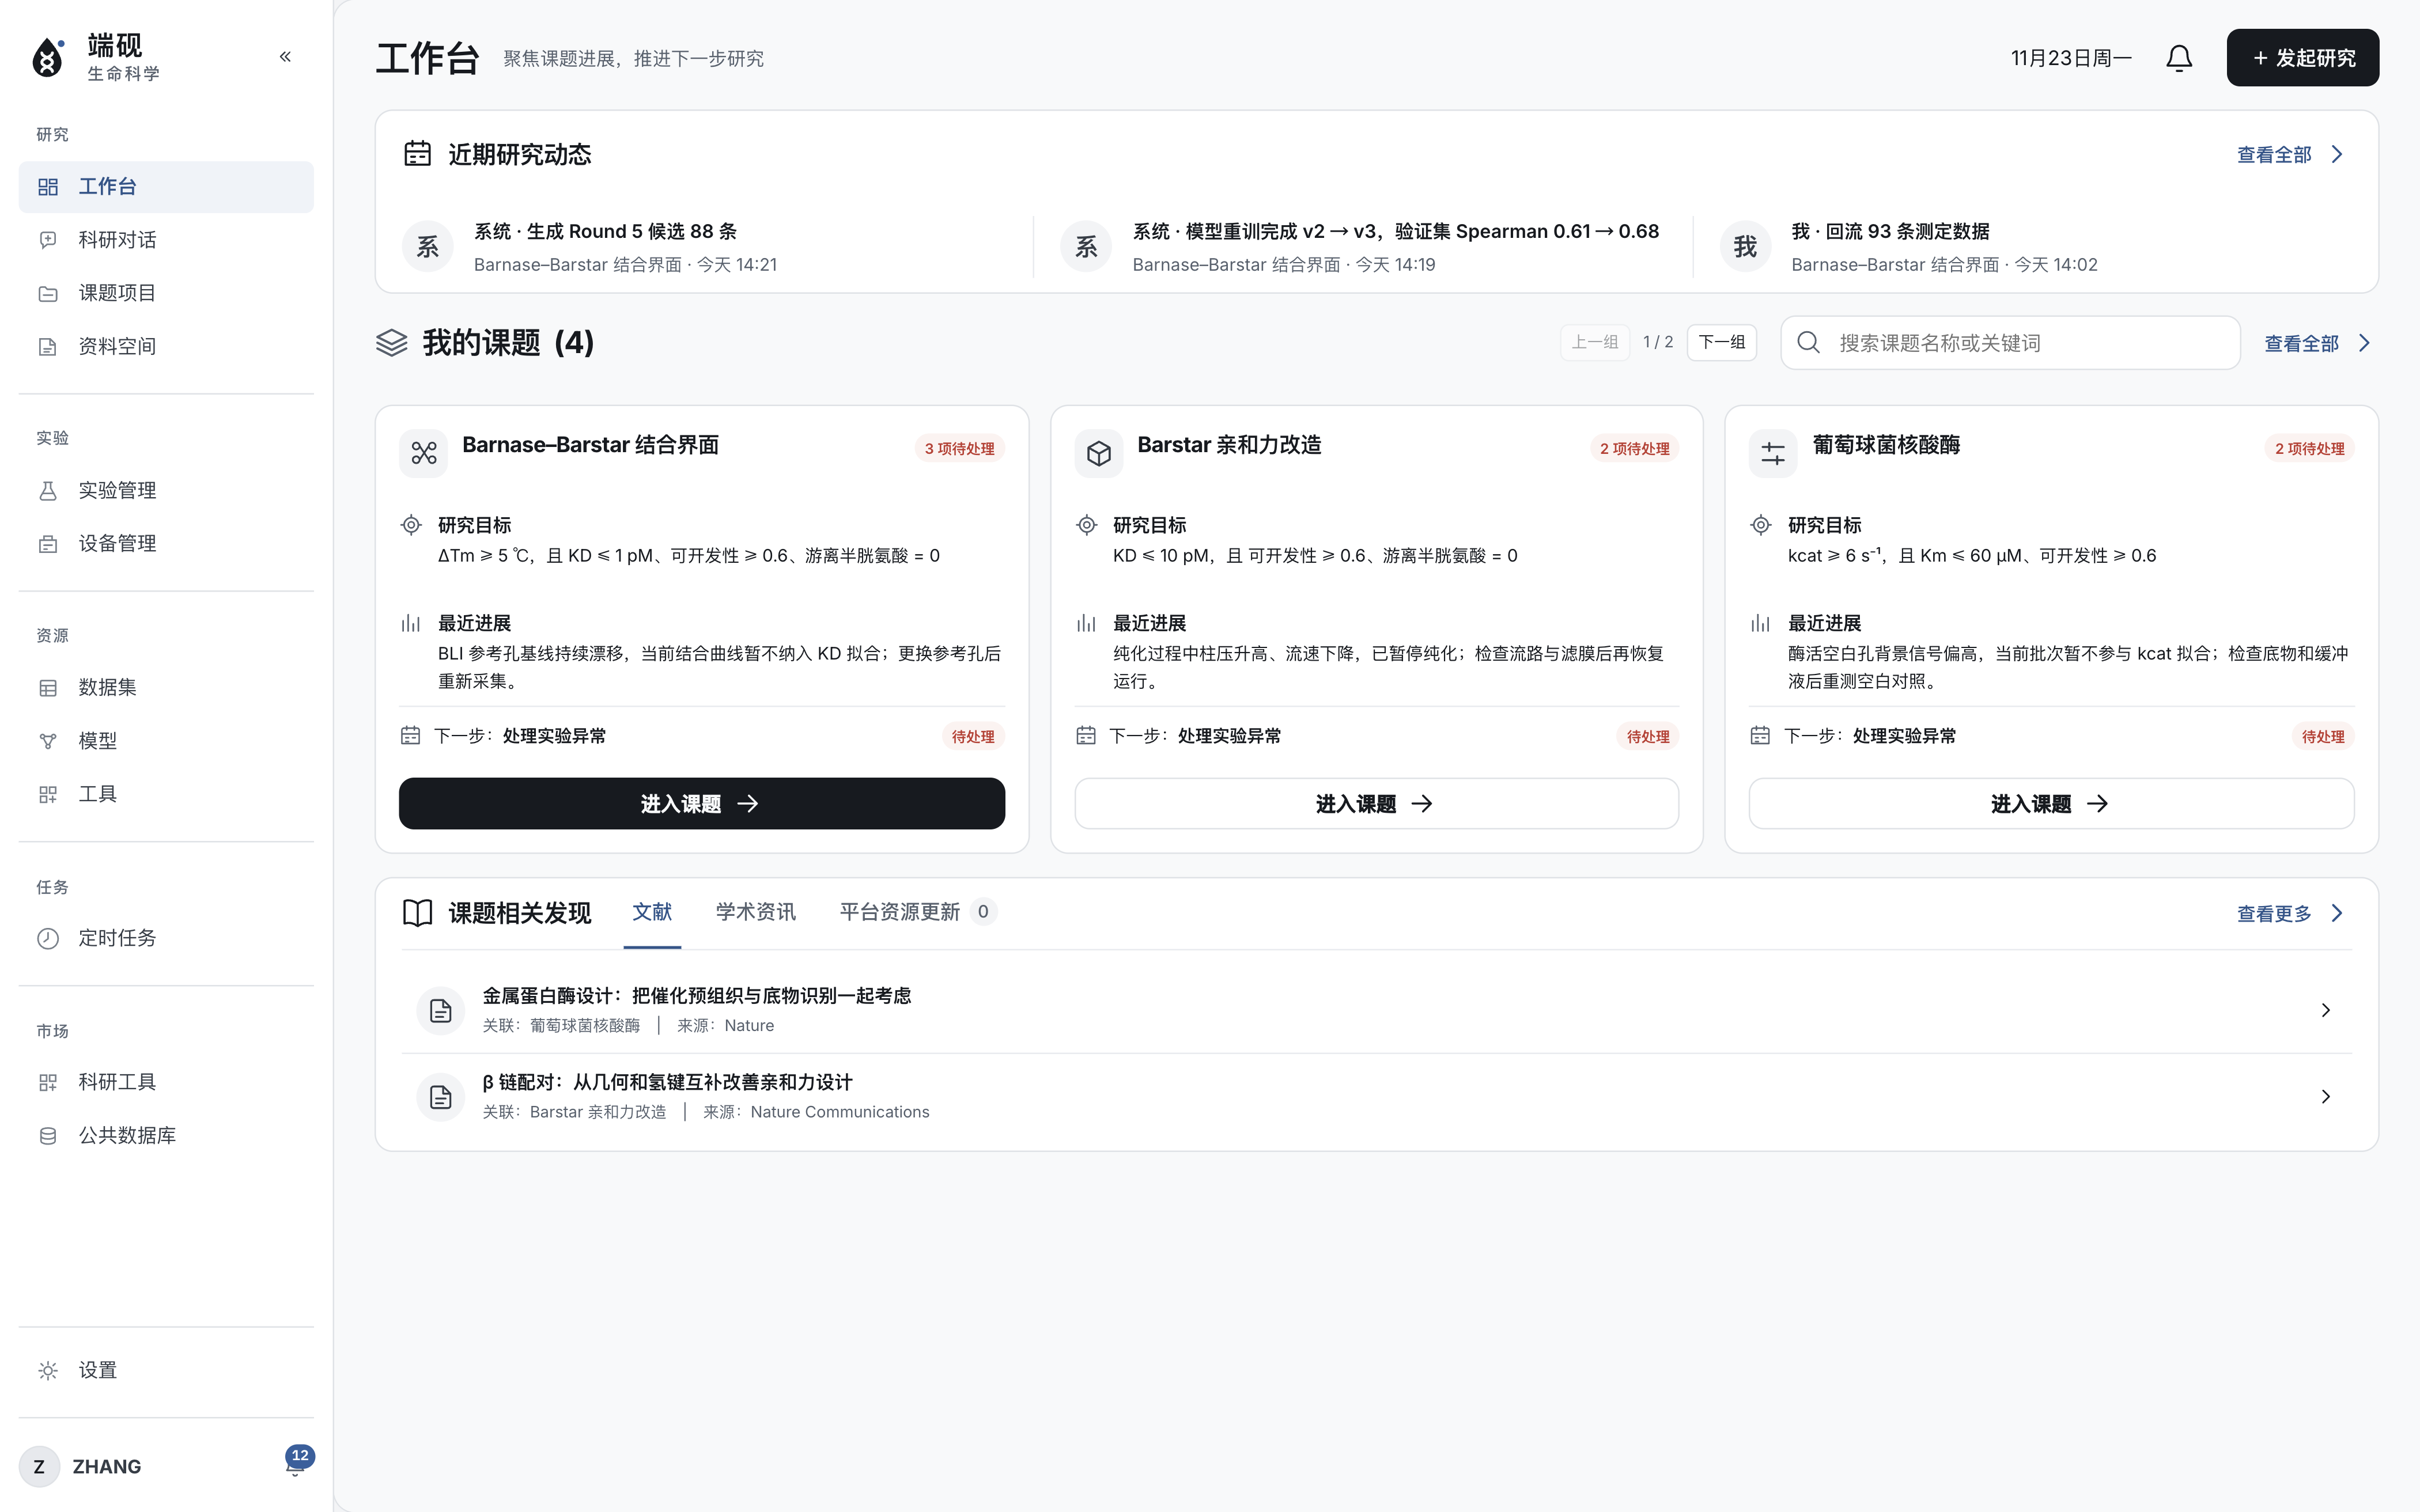 端砚
生命科学
研究
工作台
科研对话
课题项目
资料空间
实验
实验管理
设备管理
资源
数据集
模型
工具
任务
定时任务
市场
科研工具
公共数据库
设置
Z
ZHANG
12
工作台
聚焦课题进展，推进下一步研究
11月23日周一
+ 发起研究
近期研究动态
查看全部
系
系统 · 生成 Round 5 候选 88 条
Barnase–Barstar 结合界面 · 今天 14:21
系
系统 · 模型重训完成 v2 → v3，验证集 Spearman 0.61 → 0.68
Barnase–Barstar 结合界面 · 今天 14:19
我
我 · 回流 93 条测定数据
Barnase–Barstar 结合界面 · 今天 14:02
我的课题 (4)
上一组
1 / 2
下一组
搜索课题名称或关键词
查看全部
Barnase–Barstar 结合界面
3 项待处理
研究目标
ΔTm ≥ 5 ℃，且 KD ≤ 1 pM、可开发性 ≥ 0.6、游离半胱氨酸 = 0
最近进展
BLI 参考孔基线持续漂移，当前结合曲线暂不纳入 KD 拟合；更换参考孔后
重新采集。
下一步：处理实验异常
待处理
进入课题 →
Barstar 亲和力改造
2 项待处理
研究目标
KD ≤ 10 pM，且 可开发性 ≥ 0.6、游离半胱氨酸 = 0
最近进展
纯化过程中柱压升高、流速下降，已暂停纯化；检查流路与滤膜后再恢复
运行。
下一步：处理实验异常
待处理
进入课题 →
葡萄球菌核酸酶
2 项待处理
研究目标
kcat ≥ 6 s⁻¹，且 Km ≤ 60 μM、可开发性 ≥ 0.6
最近进展
酶活空白孔背景信号偏高，当前批次暂不参与 kcat 拟合；检查底物和缓冲
液后重测空白对照。
下一步：处理实验异常
待处理
进入课题 →
课题相关发现
文献
学术资讯
平台资源更新 0
查看更多
金属蛋白酶设计：把催化预组织与底物识别一起考虑
关联：葡萄球菌核酸酶 | 来源：Nature
β 链配对：从几何和氢键互补改善亲和力设计
关联：Barstar 亲和力改造 | 来源：Nature Communications